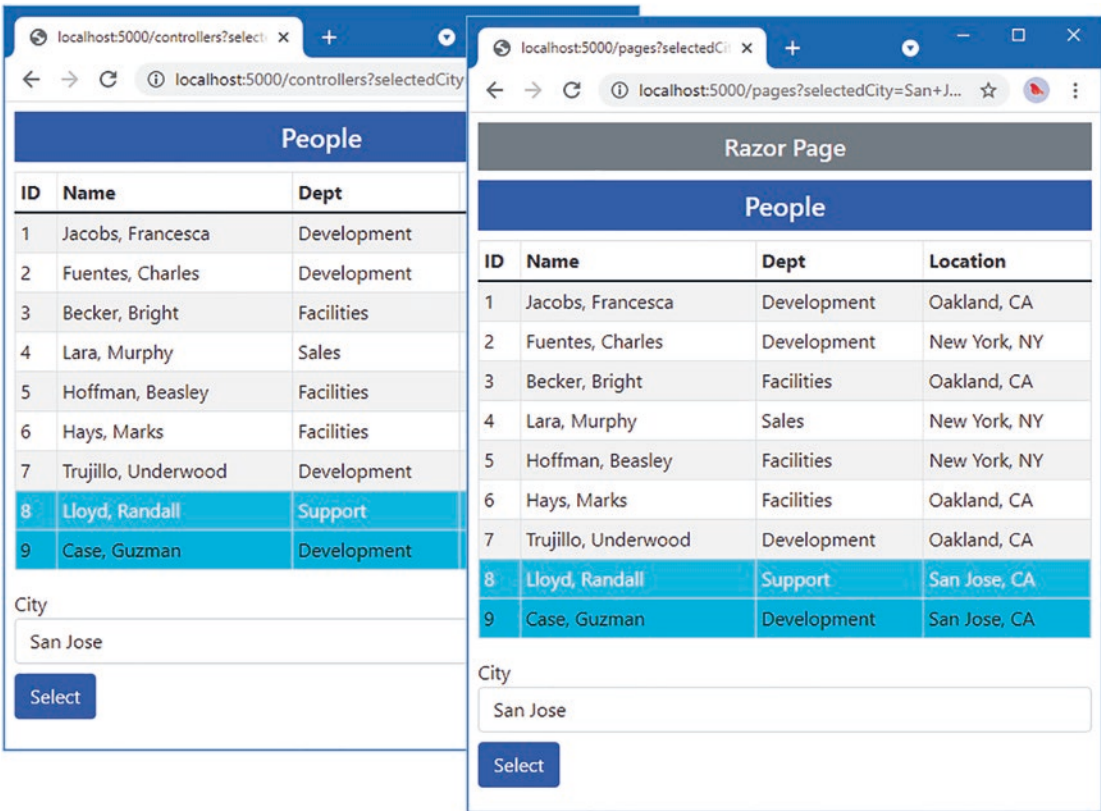 localhost:5000/controllers?select
localhost:5000/controllers?selectedCity
People
ID Name Dept
1 Jacobs, Francesca Development
2 Fuentes, Charles Development
3 Becker, Bright Facilities
4 Lara, Murphy Sales
5 Hoffman, Beasley Facilities
6 Hays, Marks Facilities
7 Trujillo, Underwood Development
8 Lloyd, Randall Support
9 Case, Guzman Development
City
San Jose
Select
localhost:5000/pages?selectedCit
localhost:5000/pages?selectedCity=San+J...
Razor Page
People
ID Name Dept Location
1 Jacobs, Francesca Development Oakland, CA
2 Fuentes, Charles Development New York, NY
3 Becker, Bright Facilities Oakland, CA
4 Lara, Murphy Sales New York, NY
5 Hoffman, Beasley Facilities New York, NY
6 Hays, Marks Facilities Oakland, CA
7 Trujillo, Underwood Development Oakland, CA
8 Lloyd, Randall Support San Jose, CA
9 Case, Guzman Development San Jose, CA
City
San Jose
Select